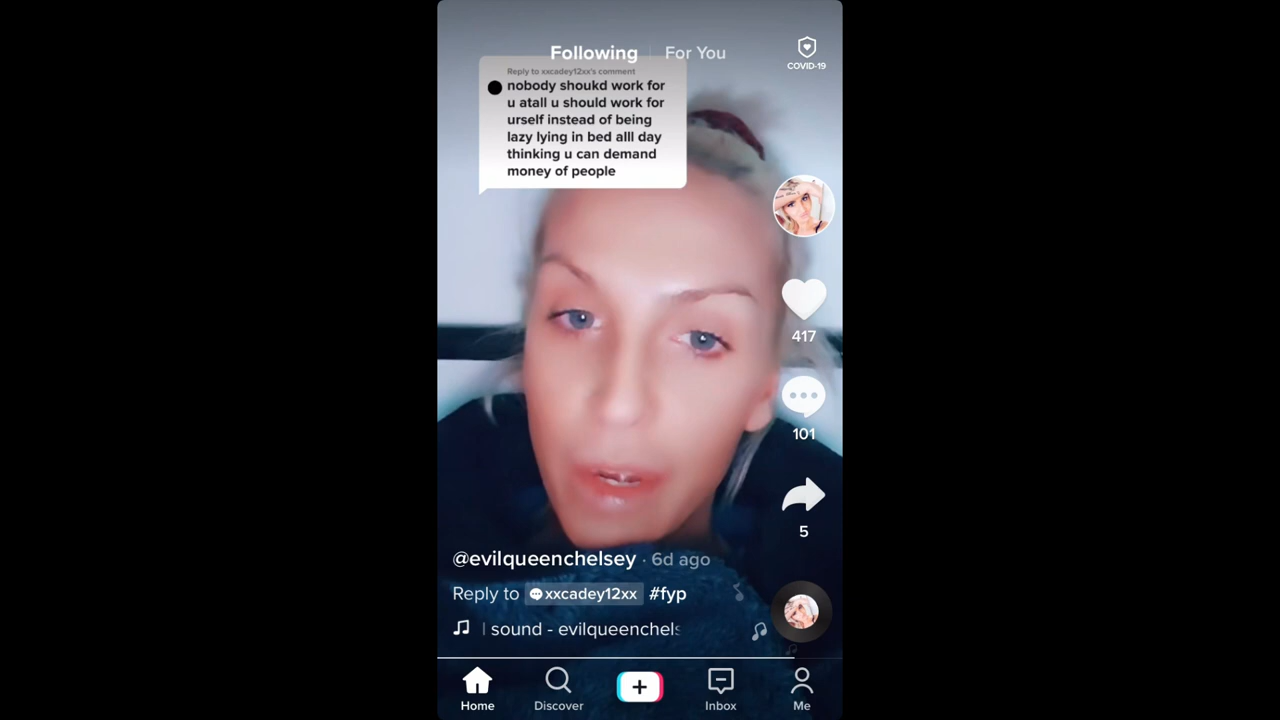 Following | For You
COVID-19
Reply to xxcadey12xx's comment
nobody shoukd work for
u atall u should work for
urself instead of being
lazy lying in bed alll day
thinking u can demand
money of people
417
101
5
@evilqueenchelsey · 6d ago
Reply to xxcadey12xx #fyp
l sound - evilqueenchels
Home
Discover
Inbox
Me